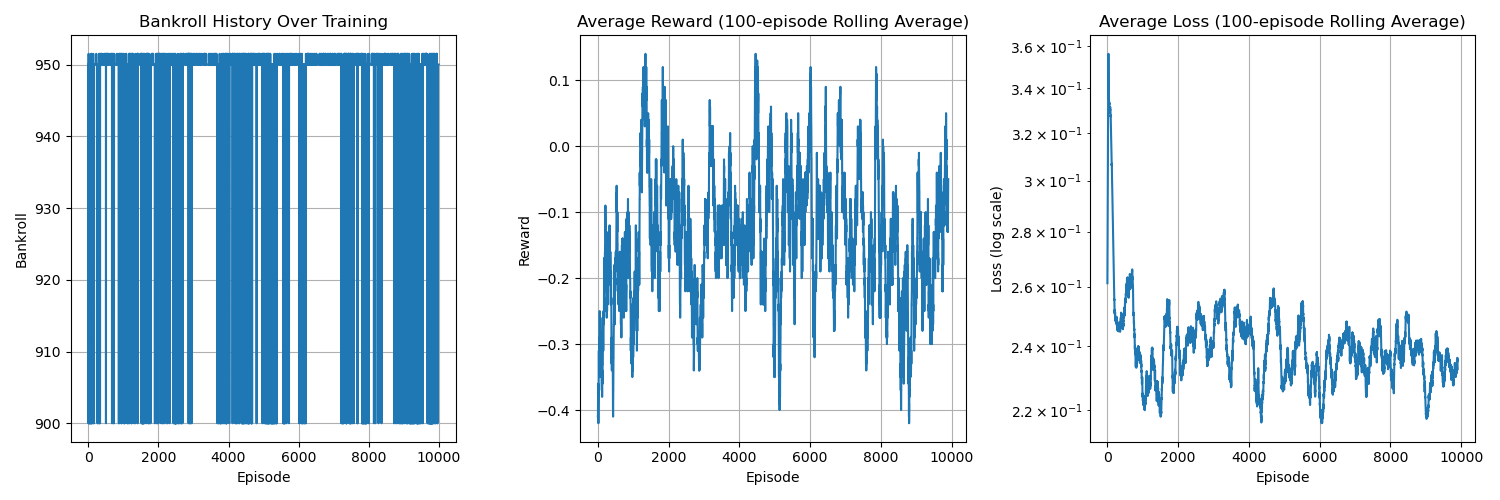 Bankroll History Over Training
Bankroll
950
940
930
920
910
900
0 2000 4000 6000 8000 10000
Episode
Average Reward (100-episode Rolling Average)
Reward
0.1
0.0
−0.1
−0.2
−0.3
−0.4
0 2000 4000 6000 8000 10000
Episode
Average Loss (100-episode Rolling Average)
Loss (log scale)
3.6 × 10⁻¹
3.4 × 10⁻¹
3.2 × 10⁻¹
3 × 10⁻¹
2.8 × 10⁻¹
2.6 × 10⁻¹
2.4 × 10⁻¹
2.2 × 10⁻¹
0 2000 4000 6000 8000 10000
Episode